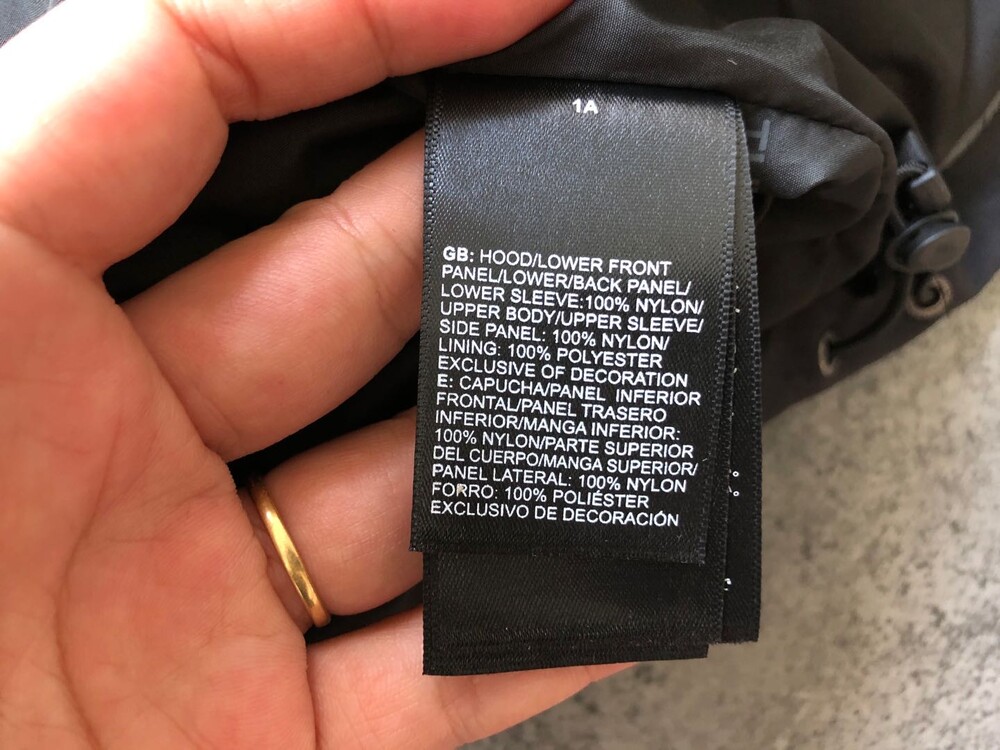 1A
GB: HOOD/LOWER FRONT
PANEL/LOWER/BACK PANEL/
LOWER SLEEVE:100% NYLON/
UPPER BODY/UPPER SLEEVE/
SIDE PANEL: 100% NYLON/
LINING: 100% POLYESTER
EXCLUSIVE OF DECORATION
E: CAPUCHA/PANEL INFERIOR
FRONTAL/PANEL TRASERO
INFERIOR/MANGA INFERIOR:
100% NYLON/PARTE SUPERIOR
DEL CUERPO/MANGA SUPERIOR/
PANEL LATERAL: 100% NYLON
FORRO: 100% POLIÉSTER
EXCLUSIVO DE DECORACIÓN